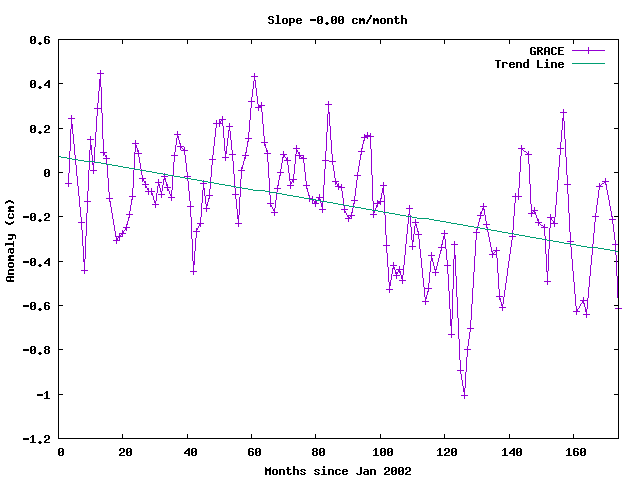 Slope -0.00 cm/month
GRACE
Trend Line
0.6
0.4
0.2
0
-0.2
-0.4
-0.6
-0.8
-1
-1.2
Anomaly (cm)
0 20 40 60 80 100 120 140 160
Months since Jan 2002